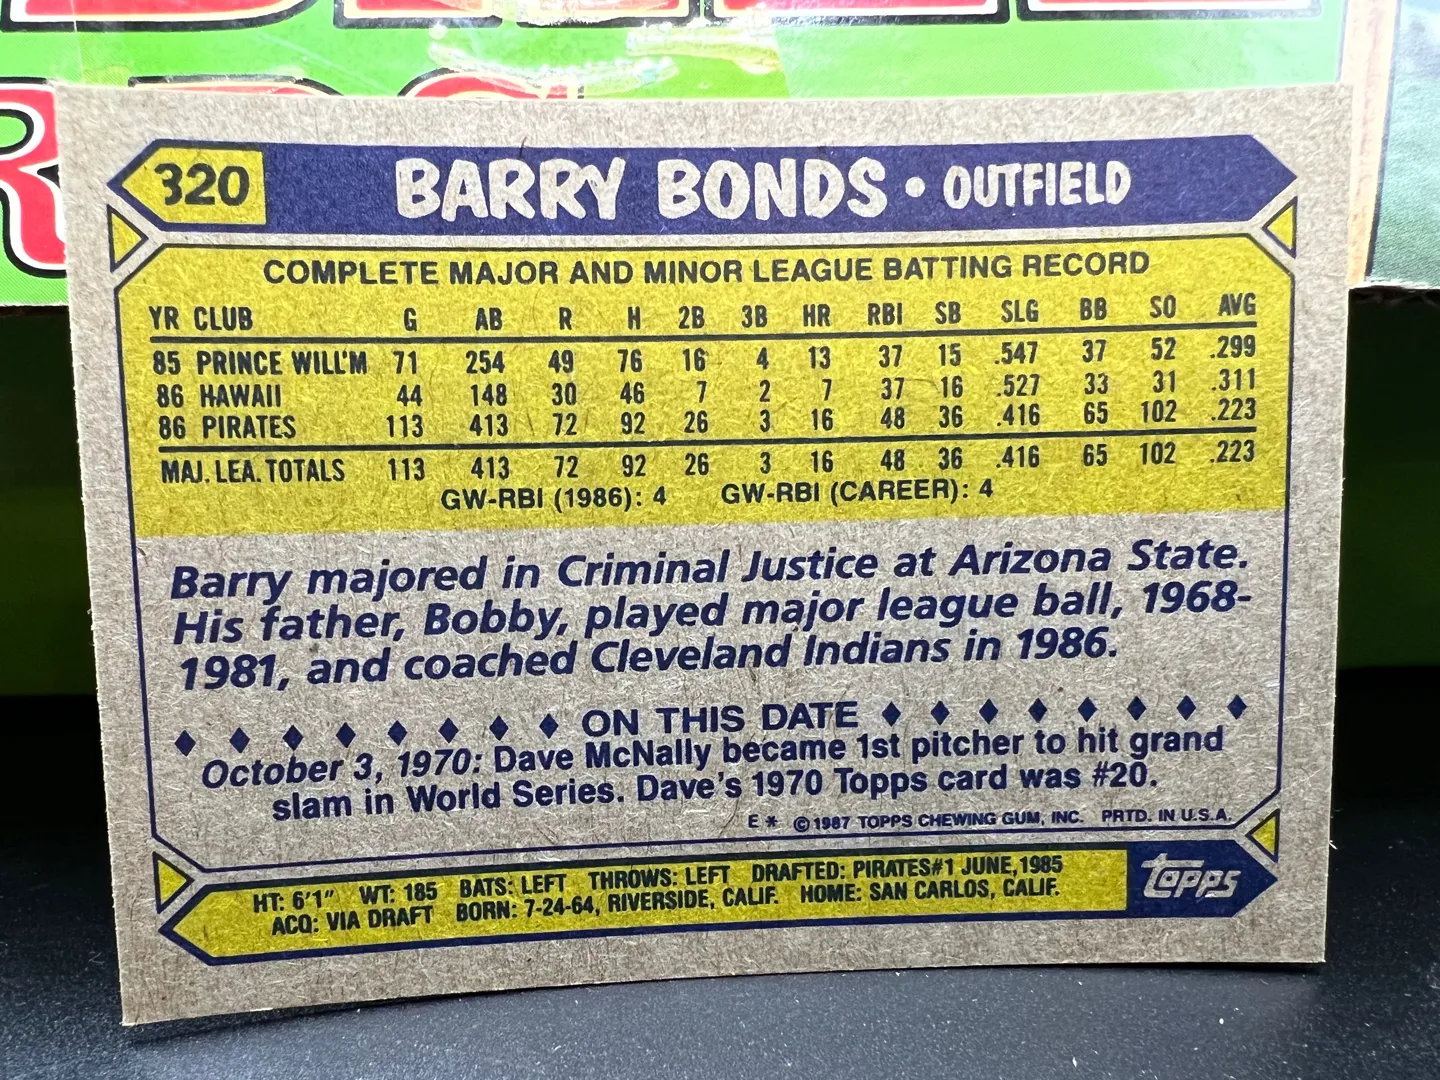 320 BARRY BONDS • OUTFIELD
COMPLETE MAJOR AND MINOR LEAGUE BATTING RECORD
YR CLUB G AB R H 2B 3B HR RBI SB SLG BB SO AVG
85 PRINCE WILL'M 71 254 49 76 16 4 13 37 15 .547 37 52 .299
86 HAWAII 44 148 30 46 7 2 7 37 16 .527 33 31 .311
86 PIRATES 113 413 72 92 26 3 16 48 36 .416 65 102 .223
MAJ. LEA. TOTALS 113 413 72 92 26 3 16 48 36 .416 65 102 .223
GW-RBI (1986): 4 GW-RBI (CAREER): 4
Barry majored in Criminal Justice at Arizona State.
His father, Bobby, played major league ball, 1968-
1981, and coached Cleveland Indians in 1986.
ON THIS DATE
October 3, 1970: Dave McNally became 1st pitcher to hit grand
slam in World Series. Dave's 1970 Topps card was #20.
E * © 1987 TOPPS CHEWING GUM, INC. PRTD. IN U.S.A.
HT: 6'1" WT: 185 BATS: LEFT THROWS: LEFT DRAFTED: PIRATES#1 JUNE,1985
ACQ: VIA DRAFT BORN: 7-24-64, RIVERSIDE, CALIF. HOME: SAN CARLOS, CALIF.
topps